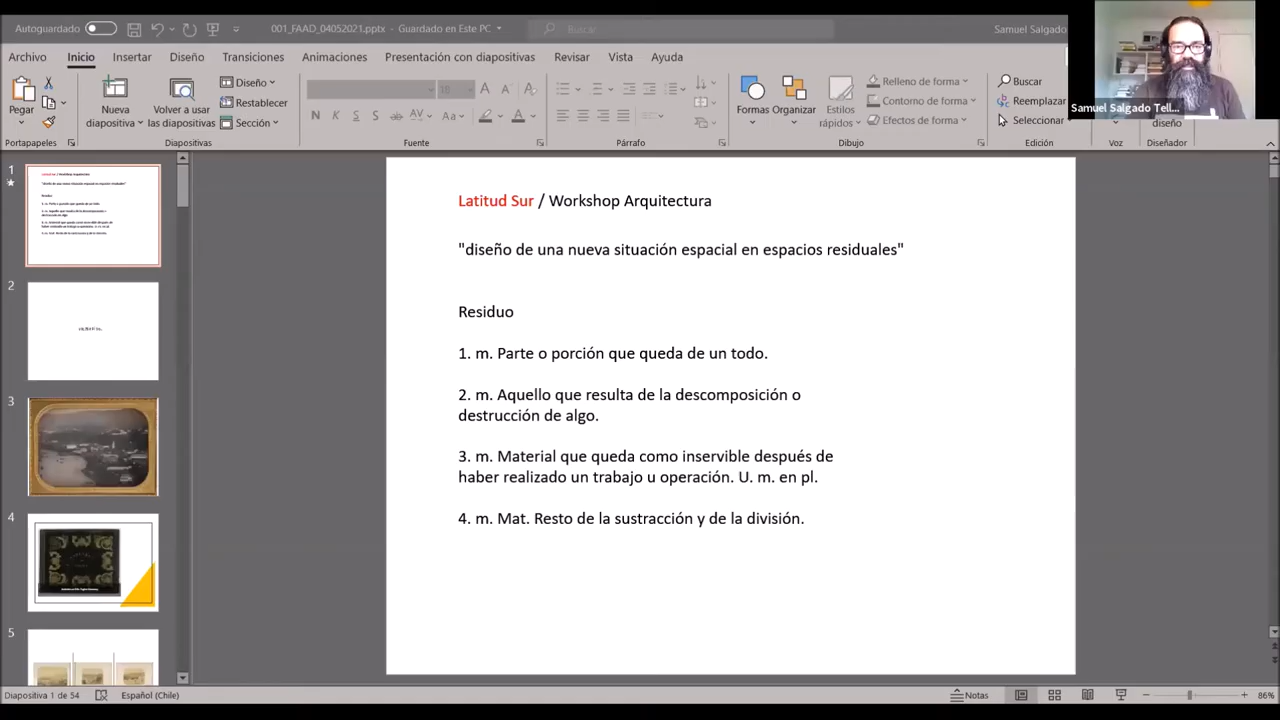 Autoguardado
001_FAAD_04052021.pptx - Guardado en Este PC
Buscar
Samuel Salgado
Archivo Inicio Insertar Diseño Transiciones Animaciones Presentación con diapositivas Revisar Vista Ayuda
Pegar
Nueva diapositiva
Volver a usar las diapositivas
Diseño
Restablecer
Sección
18
Formas
Organizar
Estilos rápidos
Relleno de forma
Contorno de forma
Efectos de forma
Buscar
Reemplazar
Seleccionar
Samuel Salgado Tell...
diseño
Portapapeles Diapositivas Fuente Párrafo Dibujo Edición Voz Diseñador
1
2
3
4
5
Latitud Sur / Workshop Arquitectura
"diseño de una nueva situación espacial en espacios residuales"
Residuo
1. m. Parte o porción que queda de un todo.
2. m. Aquello que resulta de la descomposición o
destrucción de algo.
3. m. Material que queda como inservible después de
haber realizado un trabajo u operación. U. m. en pl.
4. m. Mat. Resto de la sustracción y de la división.
Diapositiva 1 de 54 Español (Chile) Notas 86%